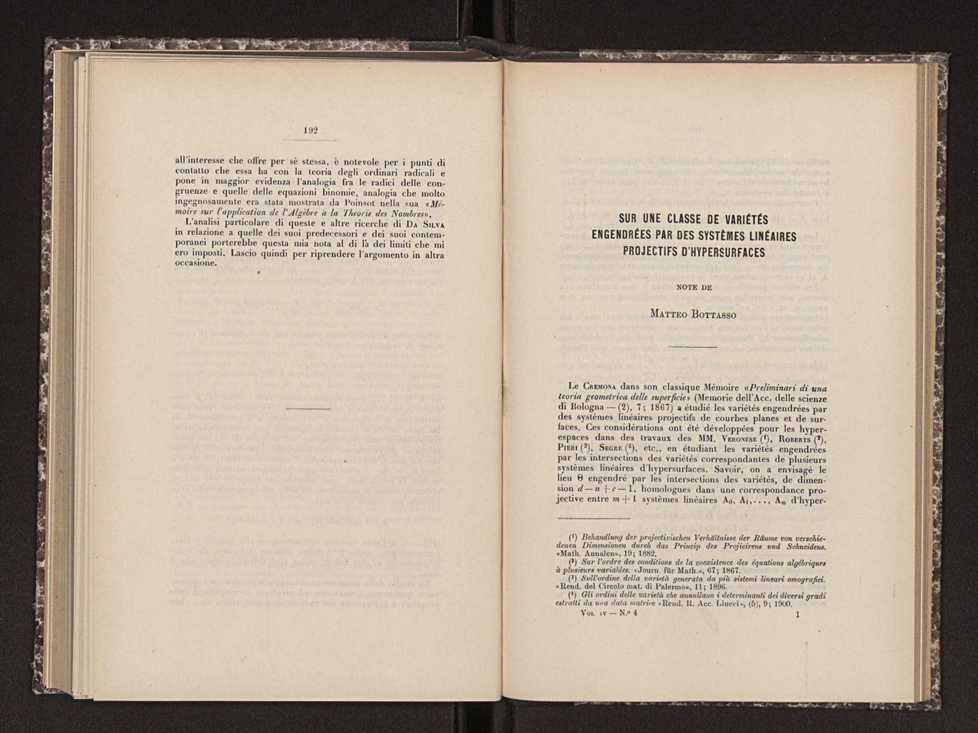 192
all'interesse che offre per sè stessa, è notevole per i punti di
contatto che essa ha con la teoria degli ordinari radicali e
pone in maggior evidenza l'analogia fra le radici delle con-
gruenze e quelle delle equazioni binomie, analogia che molto
ingegnosamente era stata mostrata da Poinsot nella sua «Mé-
moire sur l'application de l'Algèbre à la Théorie des Nombres».
L'analisi particolare di queste e altre ricerche di Da Silva
in relazione a quelle dei suoi predecessori e dei suoi contem-
poranei porterebbe questa mia nota al di là dei limiti che mi
ero imposti. Lascio quindi per riprendere l'argomento in altra
occasione.
SUR UNE CLASSE DE VARIÉTÉS
ENGENDRÉES PAR DES SYSTÈMES LINÉAIRES
PROJECTIFS D'HYPERSURFACES
NOTE DE
Matteo Bottasso
Le Cremona dans son classique Mémoire «Preliminari di una
teoria geometrica delle superficie» (Memorie dell'Acc. delle scienze
di Bologna — (2), 7; 1867) a étudié les variétés engendrées par
des systèmes linéaires projectifs de courbes planes et de sur-
faces. Ces considérations ont été développées pour les hyper-
espaces dans des travaux des MM. Veronese (¹), Roberts (²),
Pieri (³), Segre (⁴), etc., en étudiant les variétés engendrées
par les intersections des variétés correspondantes de plusieurs
systèmes linéaires d'hypersurfaces. Savoir, on a envisagé le
lieu Θ engendré par les intersections des variétés, de dimen-
sion d — n + c — 1, homologues dans une correspondance pro-
jective entre m + 1 systèmes linéaires A₀, A₁,..., Aₘ d'hyper-
(¹) Behandlung der projectivischen Verhältnisse der Räume von verschie-
denen Dimensionen durch das Princip des Projicirens und Schneidens.
«Math. Annalen», 19; 1882.
(²) Sur l'ordre des conditions de la coexistence des équations algébriques
à plusieurs variables. «Journ. für Math.», 67; 1867.
(³) Sull'ordine della varietà generata da più sistemi lineari omografici.
«Rend. del Circolo mat. di Palermo», 11; 1896.
(⁴) Gli ordini delle varietà che annullano i determinanti dei diversi gradi
estratti da una data matrice «Rend. R. Acc. Lincei», (5), 9; 1900.
Vol. iv — N.º 4 1